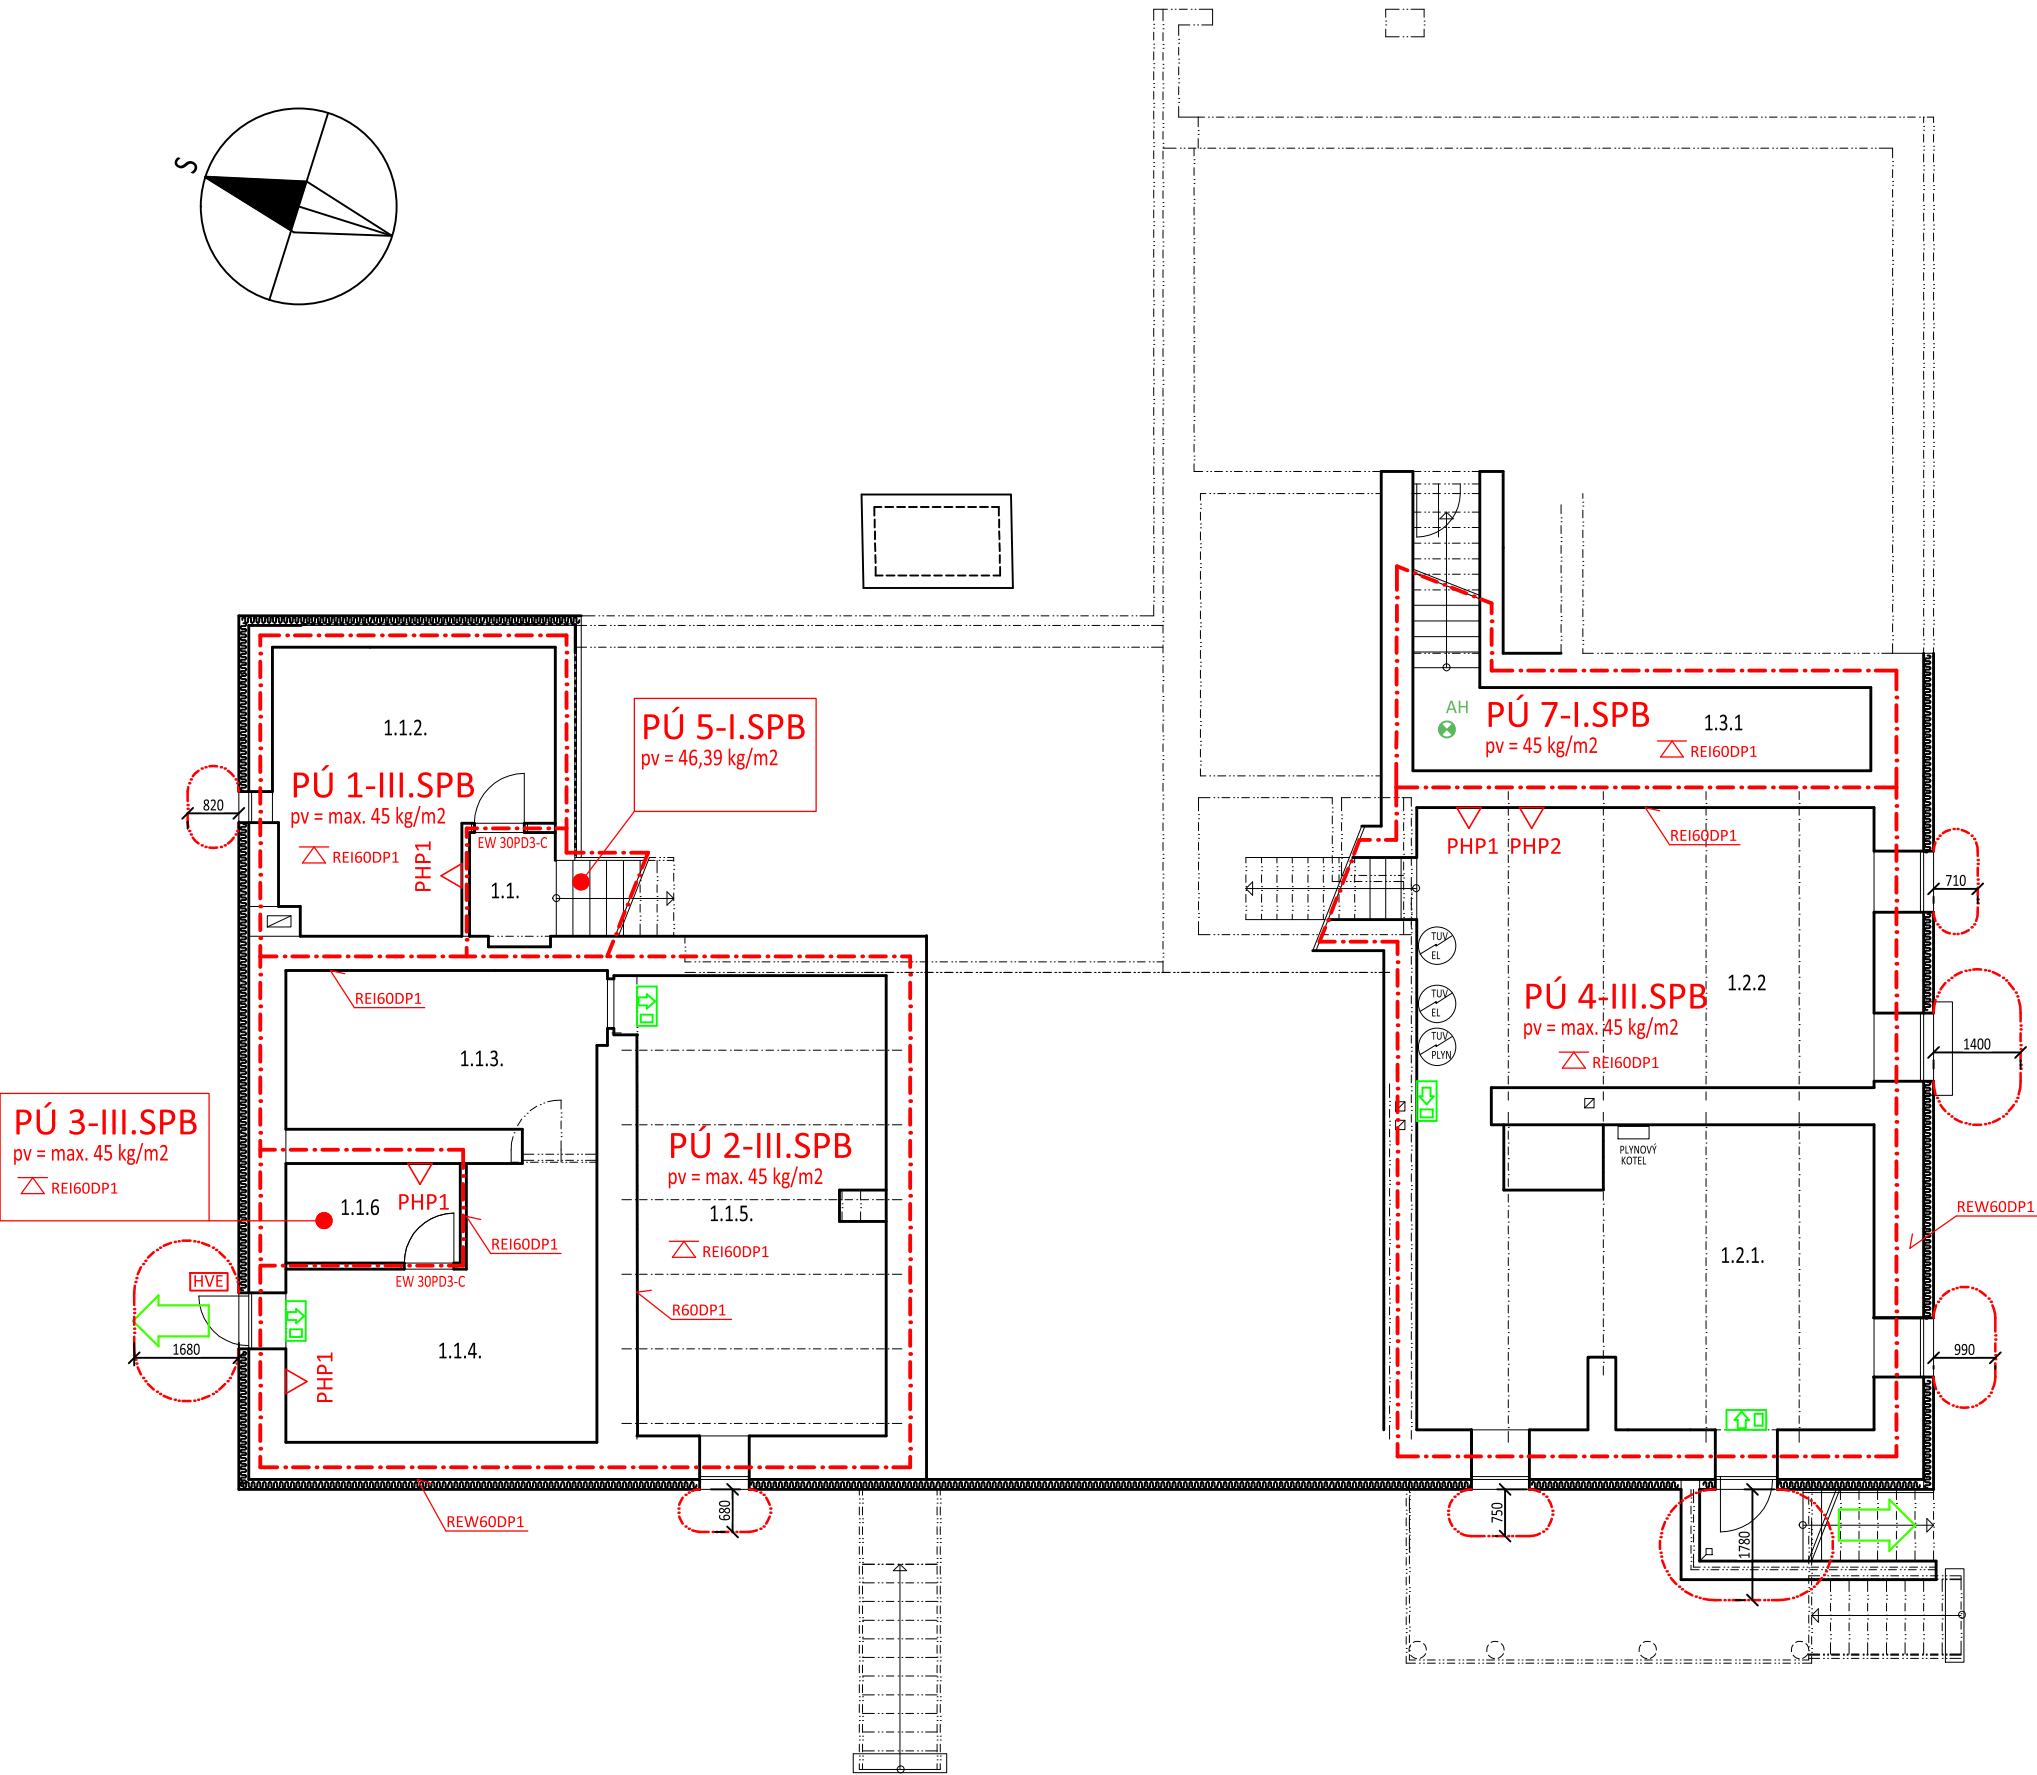 S
PÚ 5-I.SPB
pv = 46,39 kg/m2
1.1.2.
PÚ 1-III.SPB
pv = max. 45 kg/m2
REI60DP1
820
PHP1
EW 30PD3-C
1.1.
AH
PÚ 7-I.SPB
pv = 45 kg/m2
1.3.1
REI60DP1
PHP1
PHP2
REI60DP1
710
TUV
EL
TUV
EL
TUV
PLYN
1.2.2
PÚ 4-III.SPB
pv = max. 45 kg/m2
REI60DP1
1400
REI60DP1
1.1.3.
PÚ 3-III.SPB
pv = max. 45 kg/m2
REI60DP1
PÚ 2-III.SPB
pv = max. 45 kg/m2
1.1.5.
REI60DP1
PHP1
1.1.6
REI60DP1
EW 30PD3-C
HVE
R60DP1
1680
1.1.4.
PHP1
PLYNOVÝ
KOTEL
1.2.1.
REW60DP1
990
REW60DP1
680
750
1780